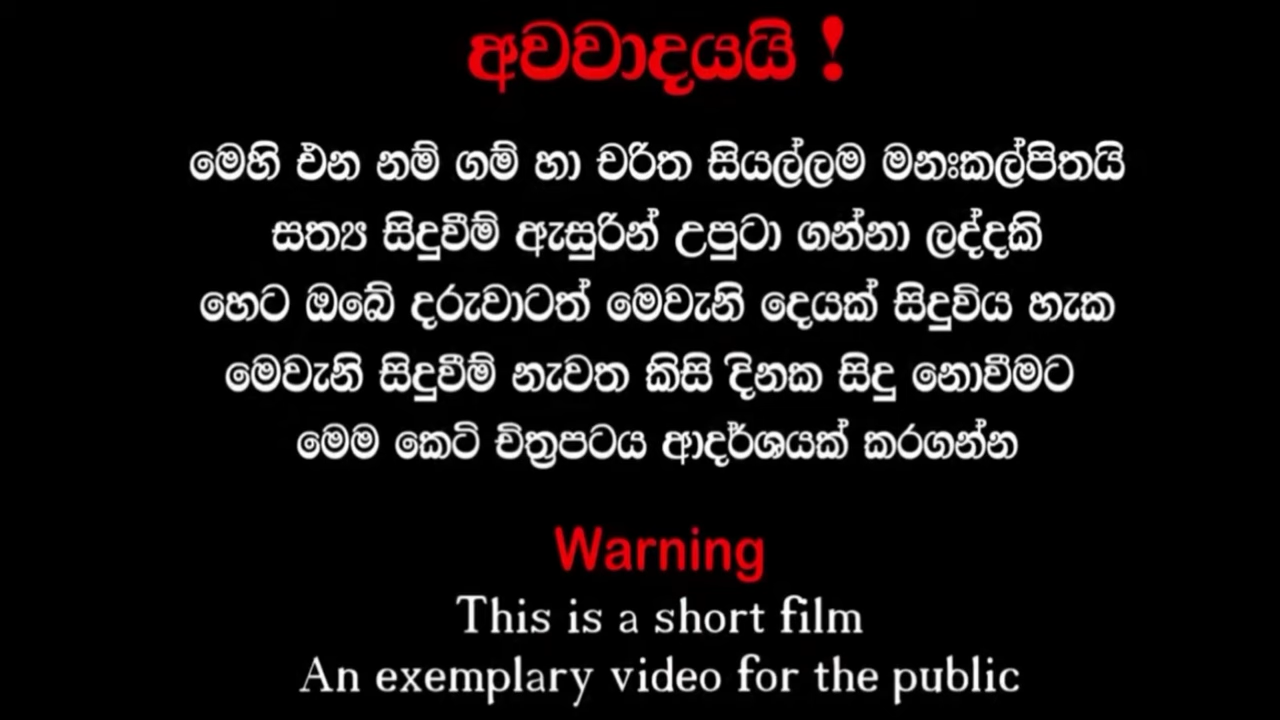 අවවාදයයි !
මෙහි එන නම් ගම් හා චරිත සියල්ලම මනඃකල්පිතයි
සත්‍ය සිදුවීම් ඇසුරින් උපුටා ගන්නා ලද්දකි
හෙට ඔබේ දරුවාටත් මෙවැනි දෙයක් සිදුවිය හැක
මෙවැනි සිදුවීම් නැවත කිසි දිනක සිදු නොවීමට
මෙම කෙටි චිත්‍රපටය ආදර්ශයක් කරගන්න
Warning
This is a short film
An exemplary video for the public